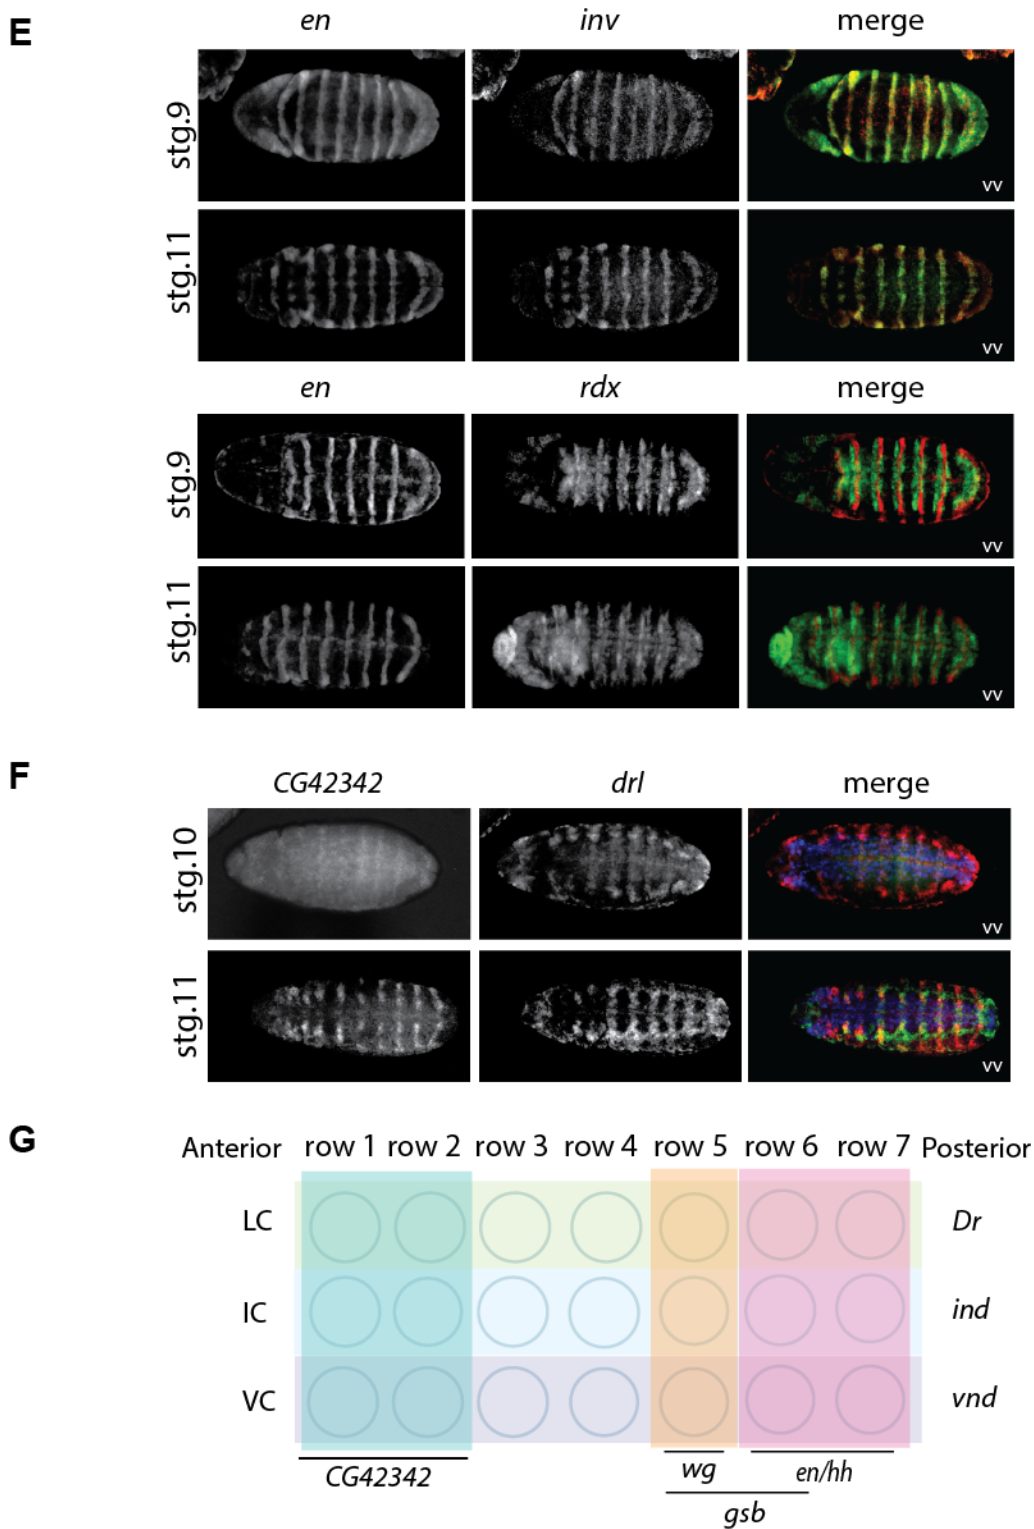 E
en inv merge
stg.9
vv
stg.11
vv
en rdx merge
stg.9
vv
stg.11
vv
F
CG42342 drl merge
stg.10
vv
stg.11
vv
G
Anterior row 1 row 2 row 3 row 4 row 5 row 6 row 7 Posterior
LC Dr
IC ind
VC vnd
CG42342 wg en/hh
gsb